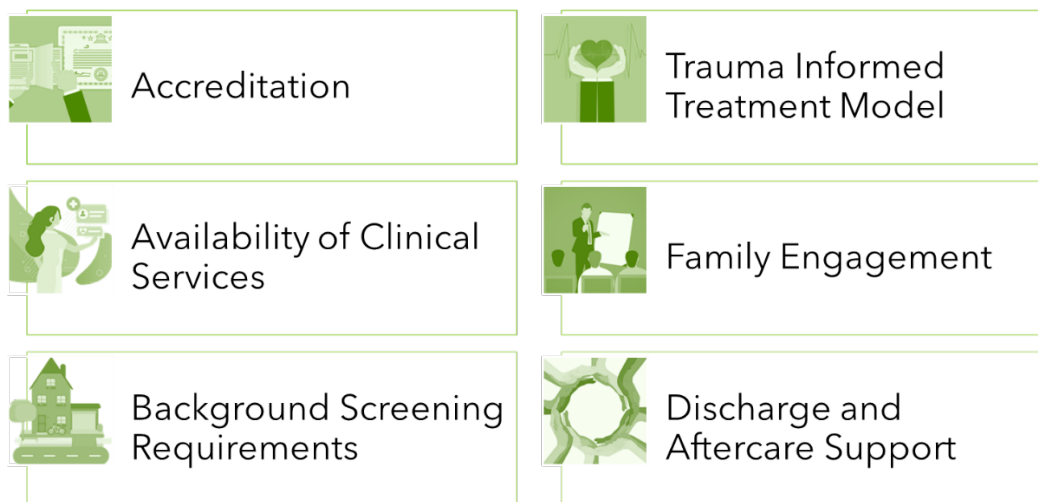 Accreditation
Trauma Informed
Treatment Model
Availability of Clinical
Services
Family Engagement
Background Screening
Requirements
Discharge and
Aftercare Support